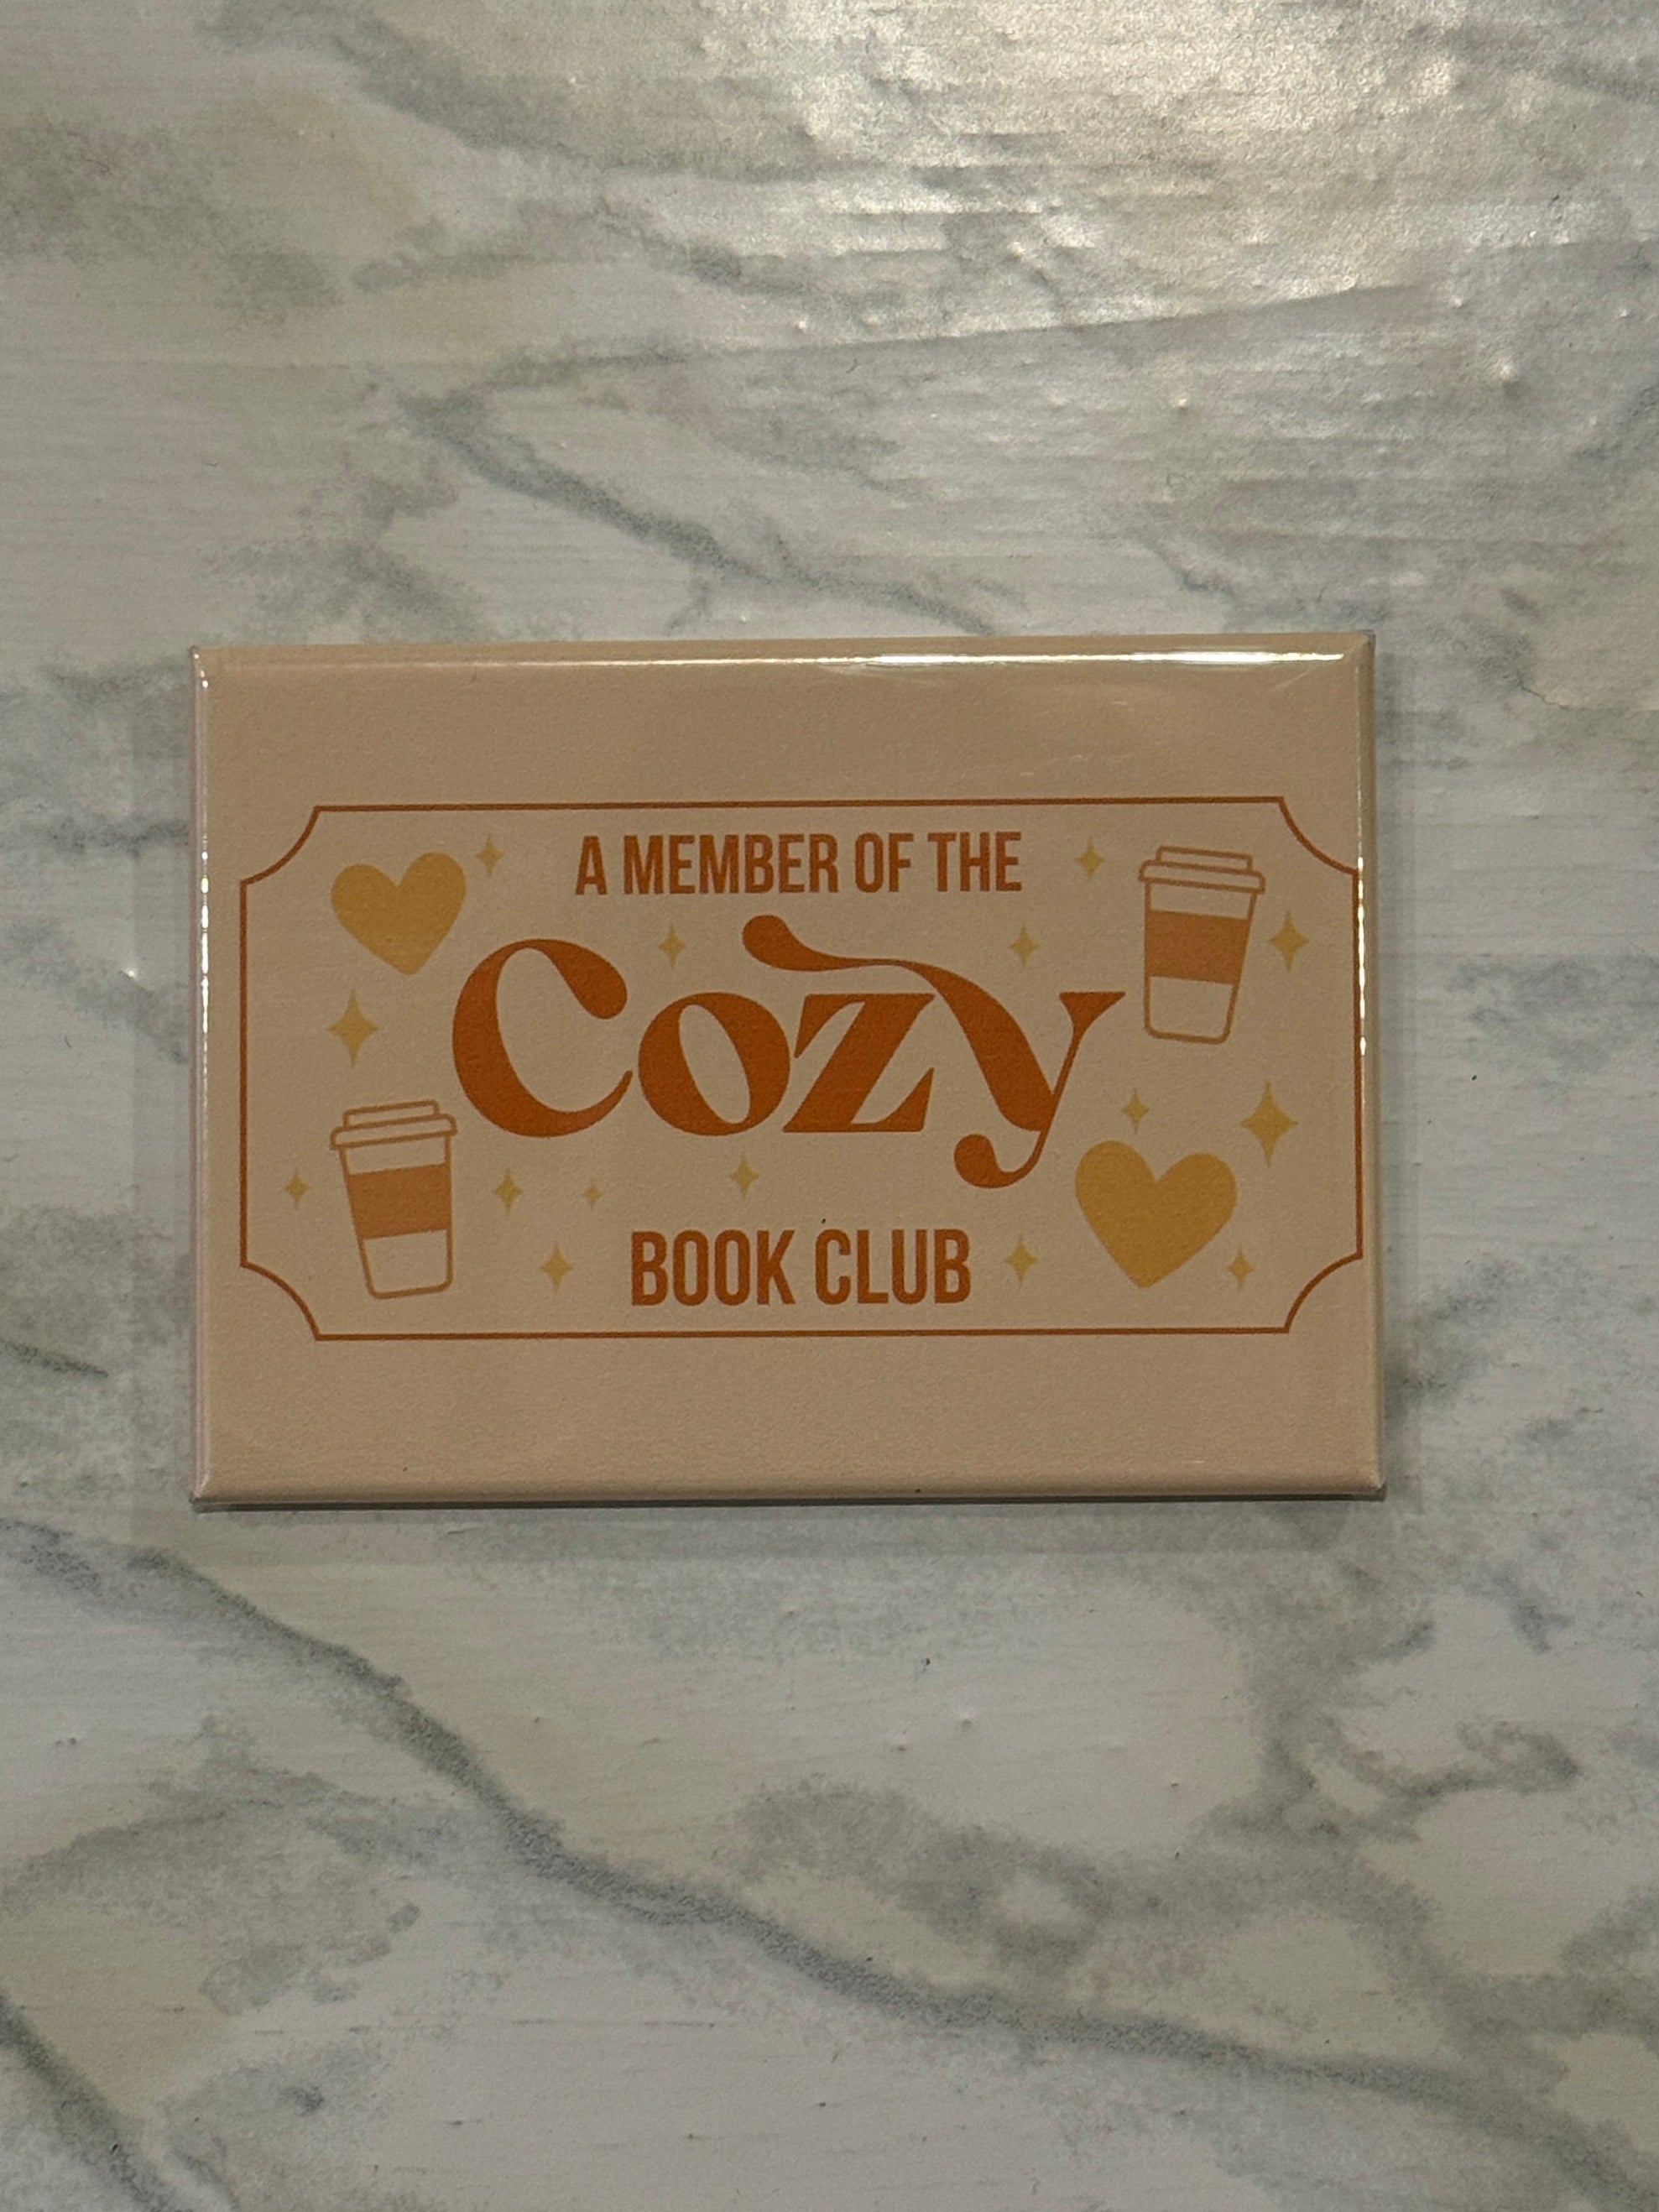 A MEMBER OF THE
Cozy
BOOK CLUB